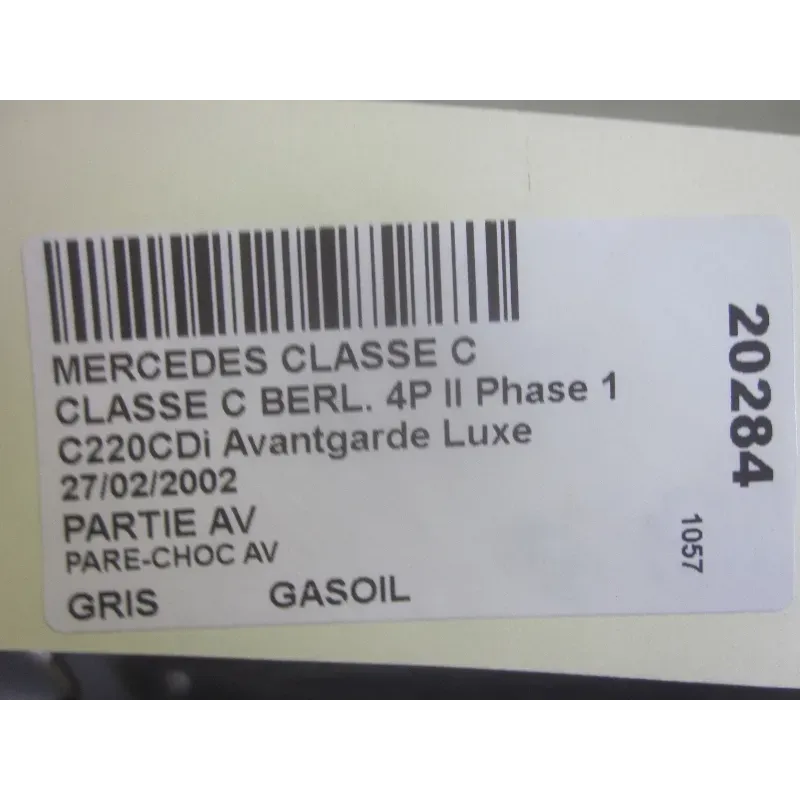 MERCEDES CLASSE C
CLASSE C BERL. 4P II Phase 1
C220CDi Avantgarde Luxe
27/02/2002
PARTIE AV
PARE-CHOC AV
GRIS GASOIL
20284
1057